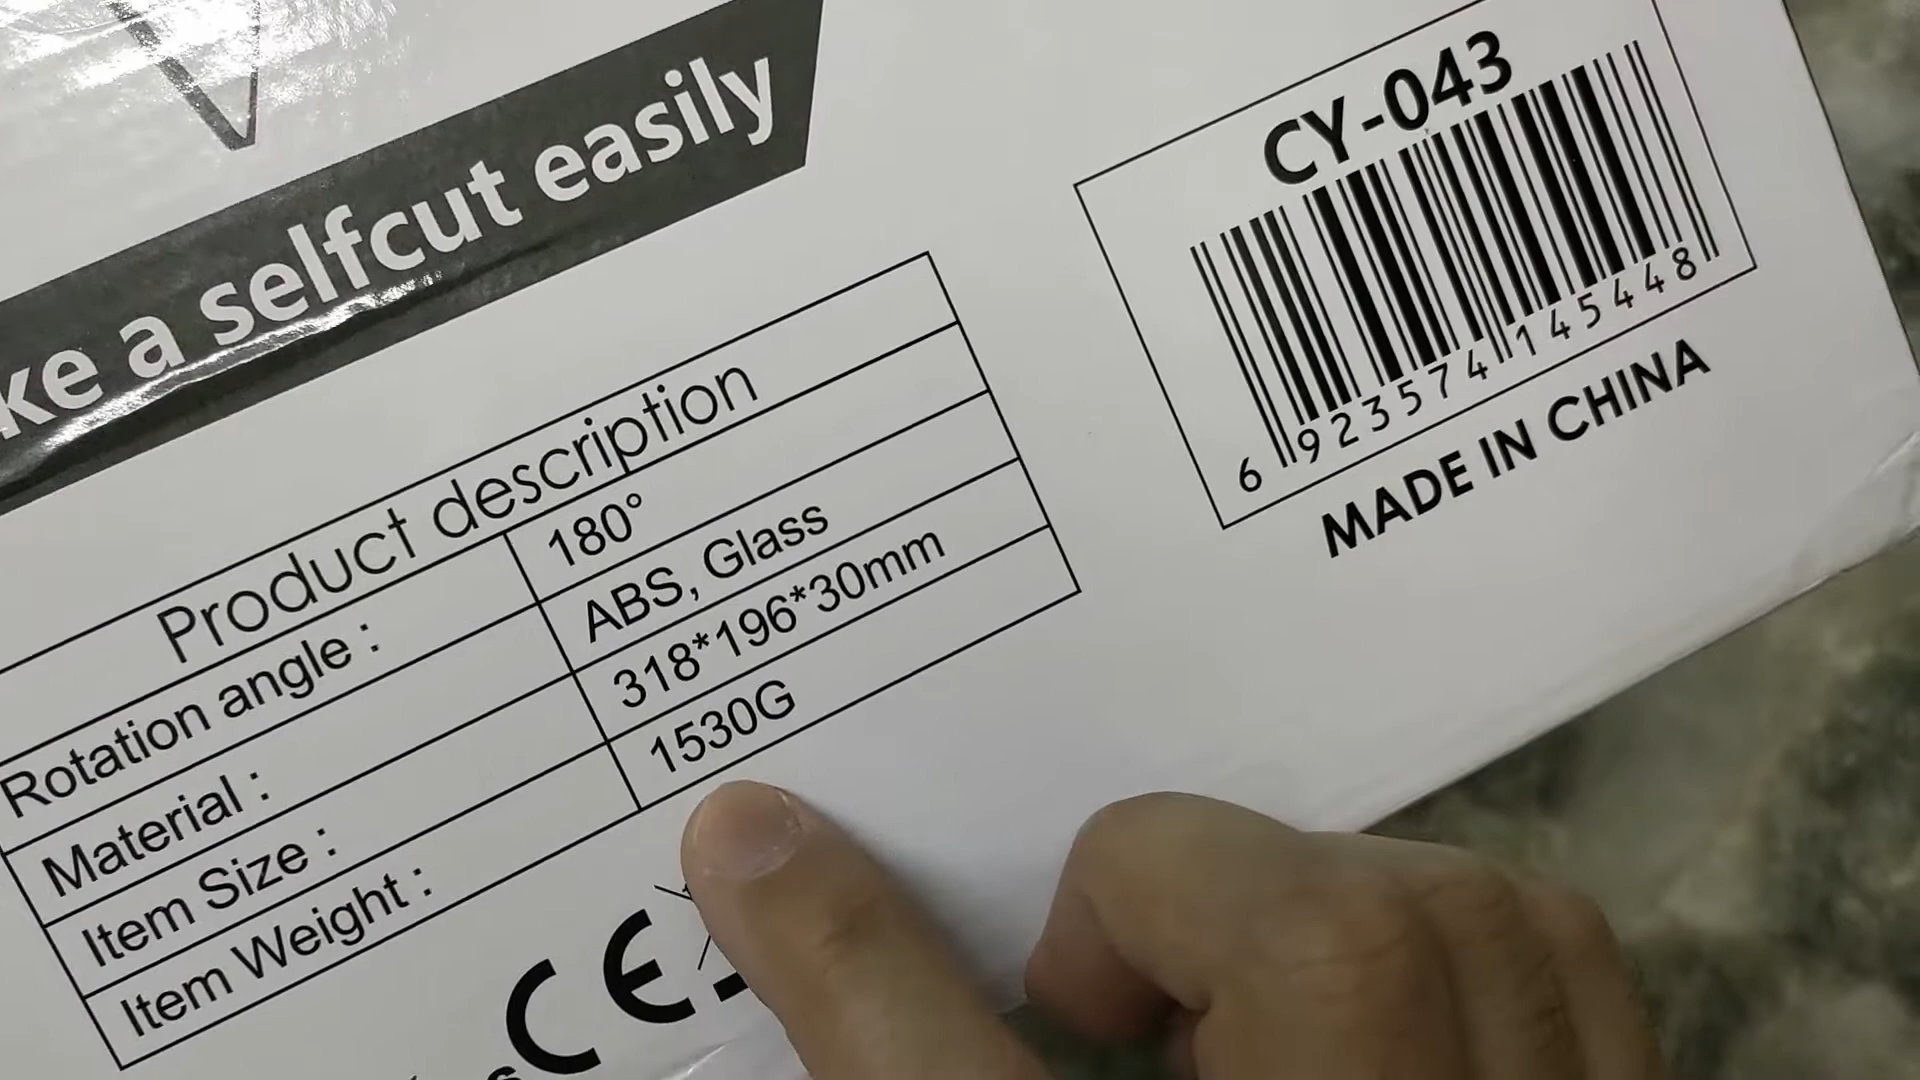 a selfcut easily
Product description
Rotation angle : 180°
Material : ABS, Glass
Item Size : 318*196*30mm
Item Weight : 1530G
CE
CY-043
6 923574 145448
MADE IN CHINA